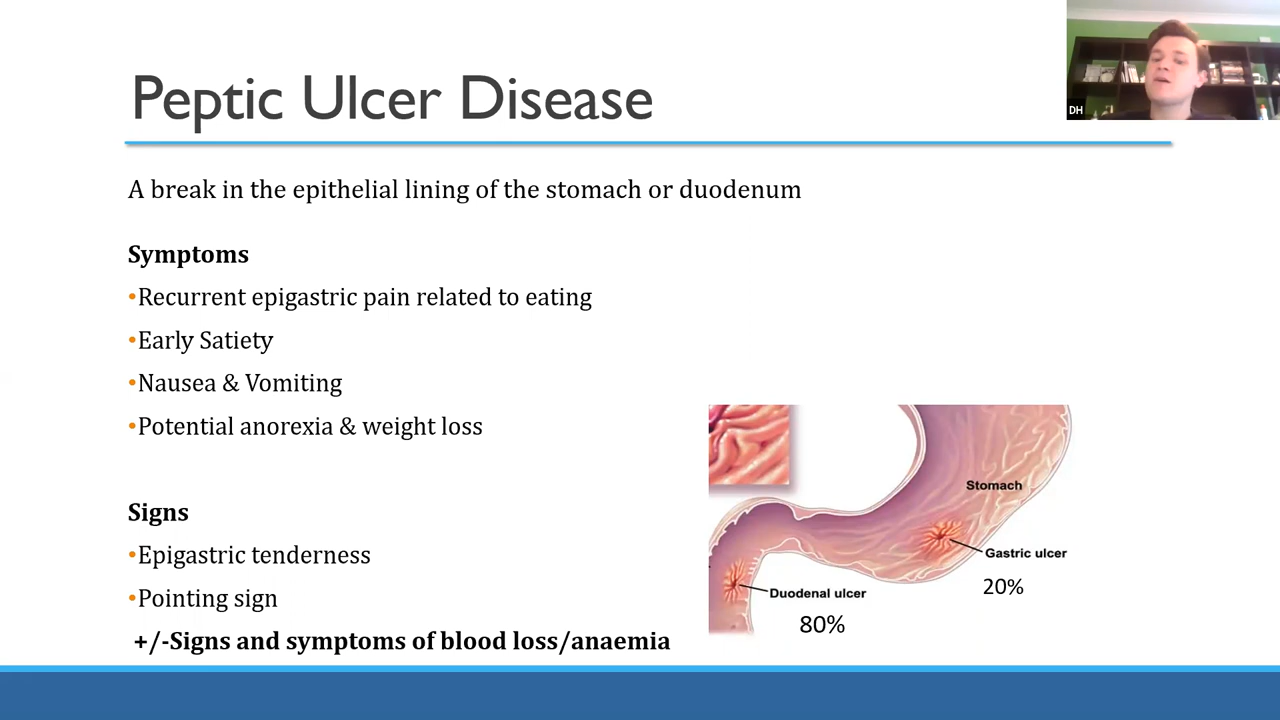 Peptic Ulcer Disease
DH
A break in the epithelial lining of the stomach or duodenum
Symptoms
•Recurrent epigastric pain related to eating
•Early Satiety
•Nausea & Vomiting
•Potential anorexia & weight loss
Signs
•Epigastric tenderness
•Pointing sign
+/-Signs and symptoms of blood loss/anaemia
Stomach
Gastric ulcer
20%
Duodenal ulcer
80%